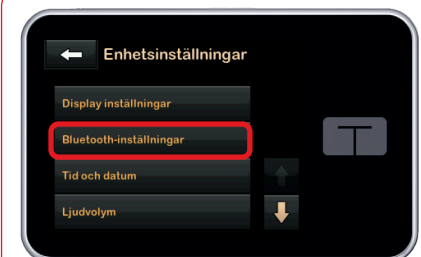 Enhetsinställningar
Display inställningar
Bluetooth-inställningar
Tid och datum
Ljudvolym